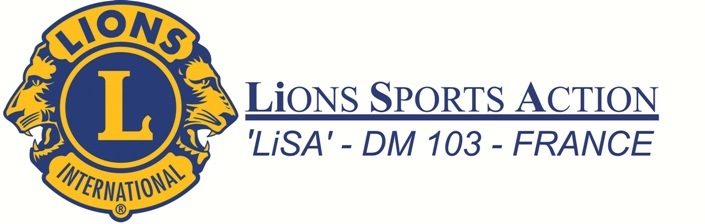 LIONS
L
INTERNATIONAL
®
LiONS SPORTS ACTION
'LiSA' - DM 103 - FRANCE